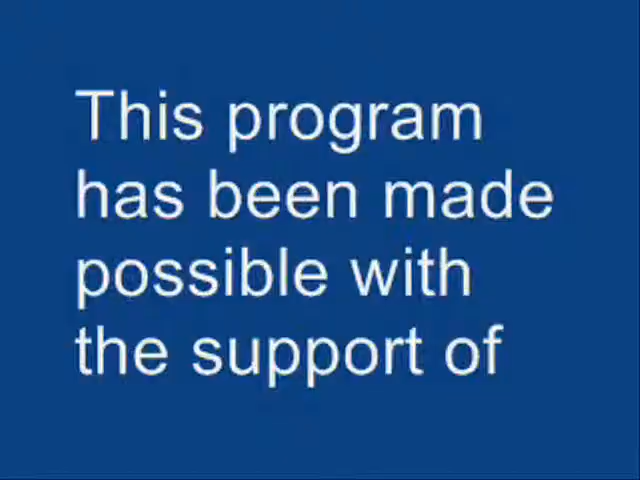 This program
has been made
possible with
the support of